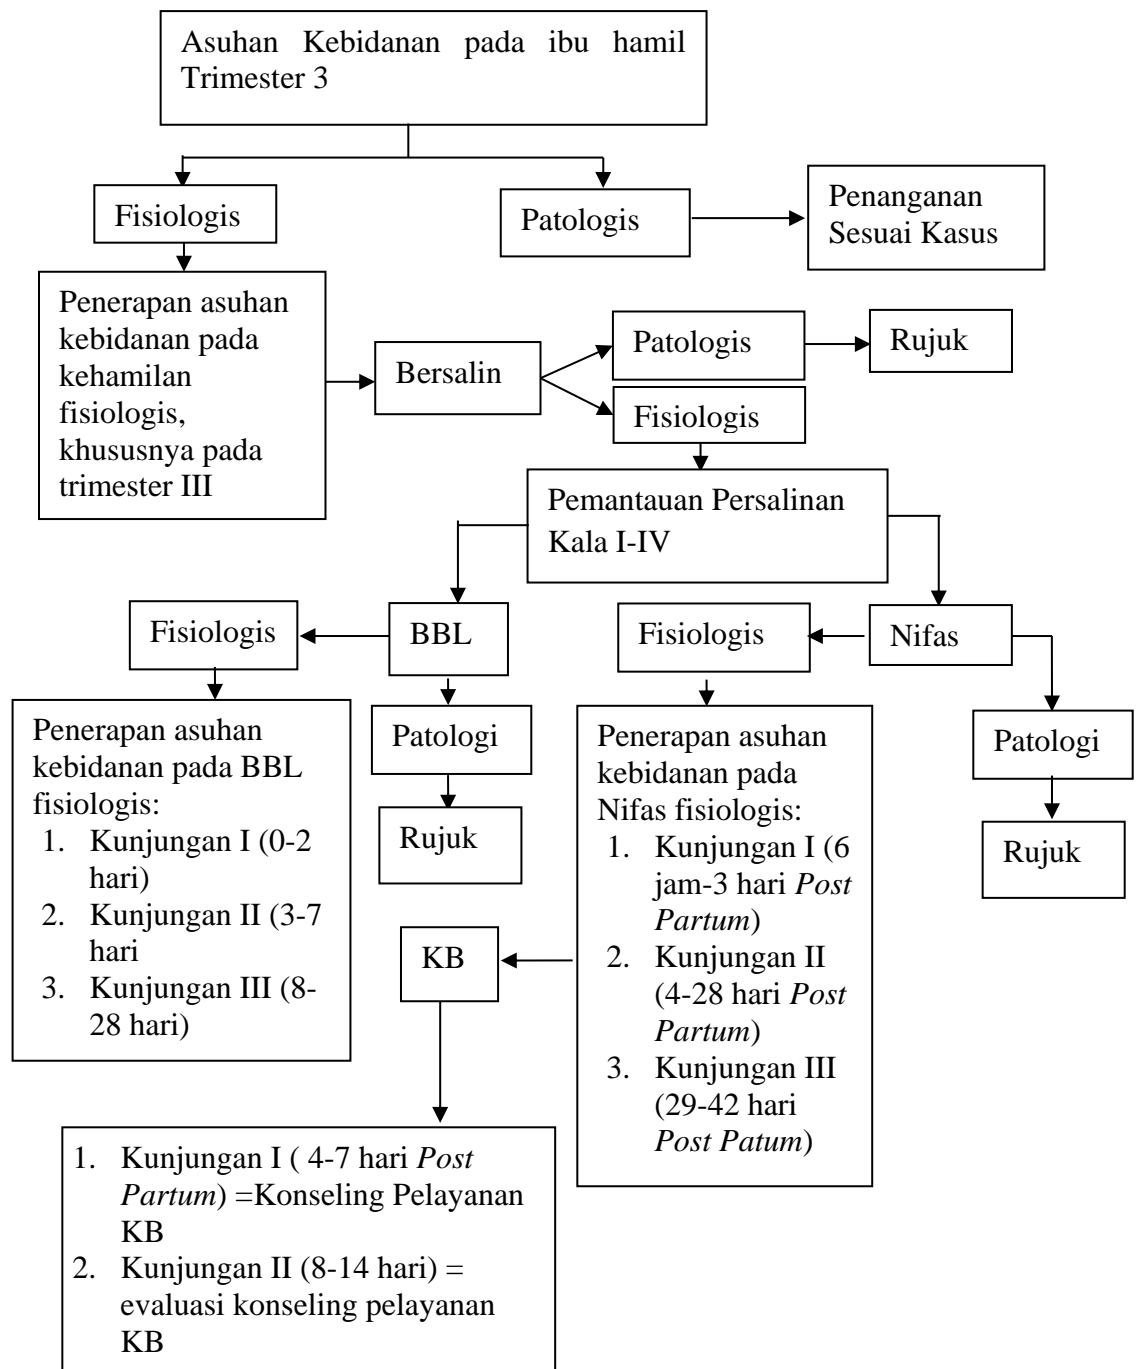 Asuhan Kebidanan pada ibu hamil
Trimester 3
Fisiologis
Patologis
Penanganan
Sesuai Kasus
Penerapan asuhan
kebidanan pada
kehamilan
fisiologis,
khususnya pada
trimester III
Bersalin
Patologis
Rujuk
Fisiologis
Pemantauan Persalinan
Kala I-IV
Fisiologis
BBL
Fisiologis
Nifas
Penerapan asuhan
kebidanan pada BBL
fisiologis:
1. Kunjungan I (0-2
hari)
2. Kunjungan II (3-7
hari
3. Kunjungan III (8-
28 hari)
Patologi
Rujuk
Penerapan asuhan
kebidanan pada
Nifas fisiologis:
1. Kunjungan I (6
jam-3 hari Post
Partum)
2. Kunjungan II
(4-28 hari Post
Partum)
3. Kunjungan III
(29-42 hari
Post Patum)
Patologi
Rujuk
KB
1. Kunjungan I ( 4-7 hari Post
Partum) =Konseling Pelayanan
KB
2. Kunjungan II (8-14 hari) =
evaluasi konseling pelayanan
KB